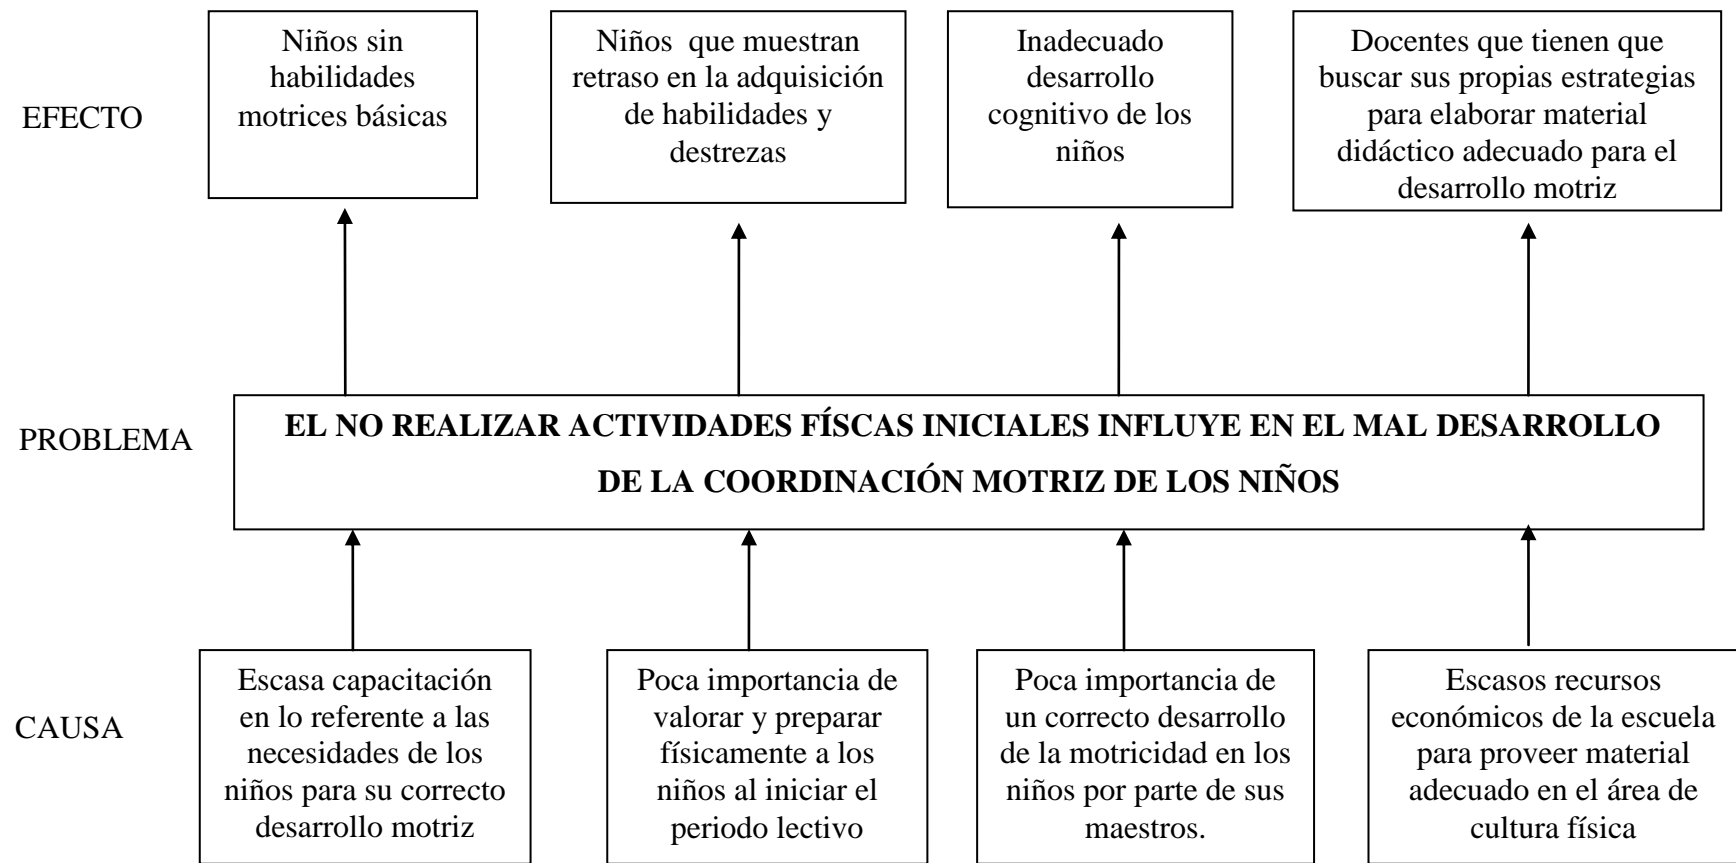 EFECTO
Niños sin
habilidades
motrices básicas
Niños que muestran
retraso en la adquisición
de habilidades y
destrezas
Inadecuado
desarrollo
cognitivo de los
niños
Docentes que tienen que
buscar sus propias estrategias
para elaborar material
didáctico adecuado para el
desarrollo motriz
PROBLEMA
EL NO REALIZAR ACTIVIDADES FÍSCAS INICIALES INFLUYE EN EL MAL DESARROLLO
DE LA COORDINACIÓN MOTRIZ DE LOS NIÑOS
CAUSA
Escasa capacitación
en lo referente a las
necesidades de los
niños para su correcto
desarrollo motriz
Poca importancia de
valorar y preparar
físicamente a los
niños al iniciar el
periodo lectivo
Poca importancia de
un correcto desarrollo
de la motricidad en los
niños por parte de sus
maestros.
Escasos recursos
económicos de la escuela
para proveer material
adecuado en el área de
cultura física